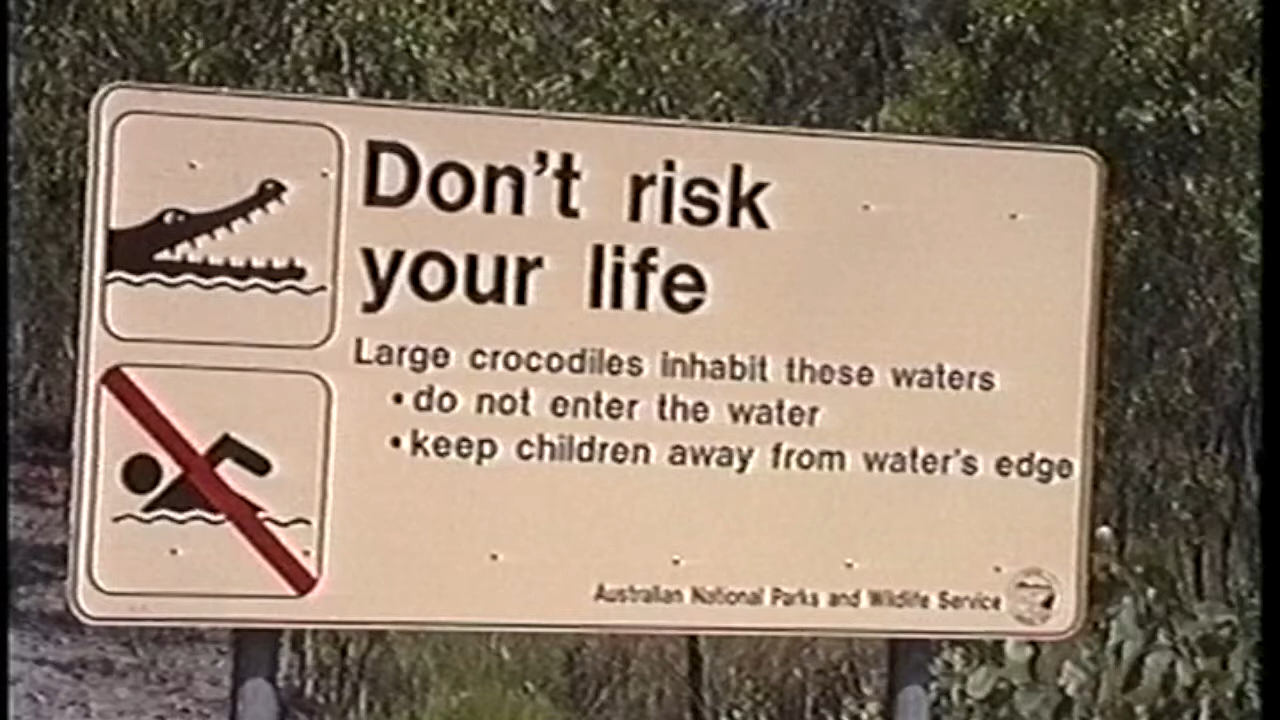 Don't risk
your life
Large crocodiles inhabit these waters
• do not enter the water
• keep children away from water's edge
Australian National Parks and Wildlife Service